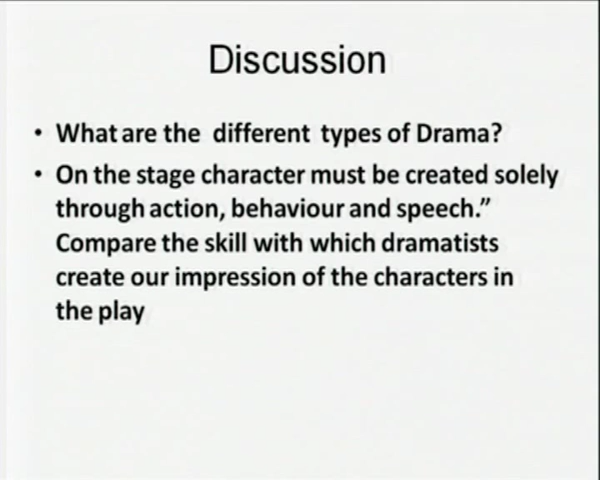 Discussion
• What are the different types of Drama?
• On the stage character must be created solely
through action, behaviour and speech.”
Compare the skill with which dramatists
create our impression of the characters in
the play